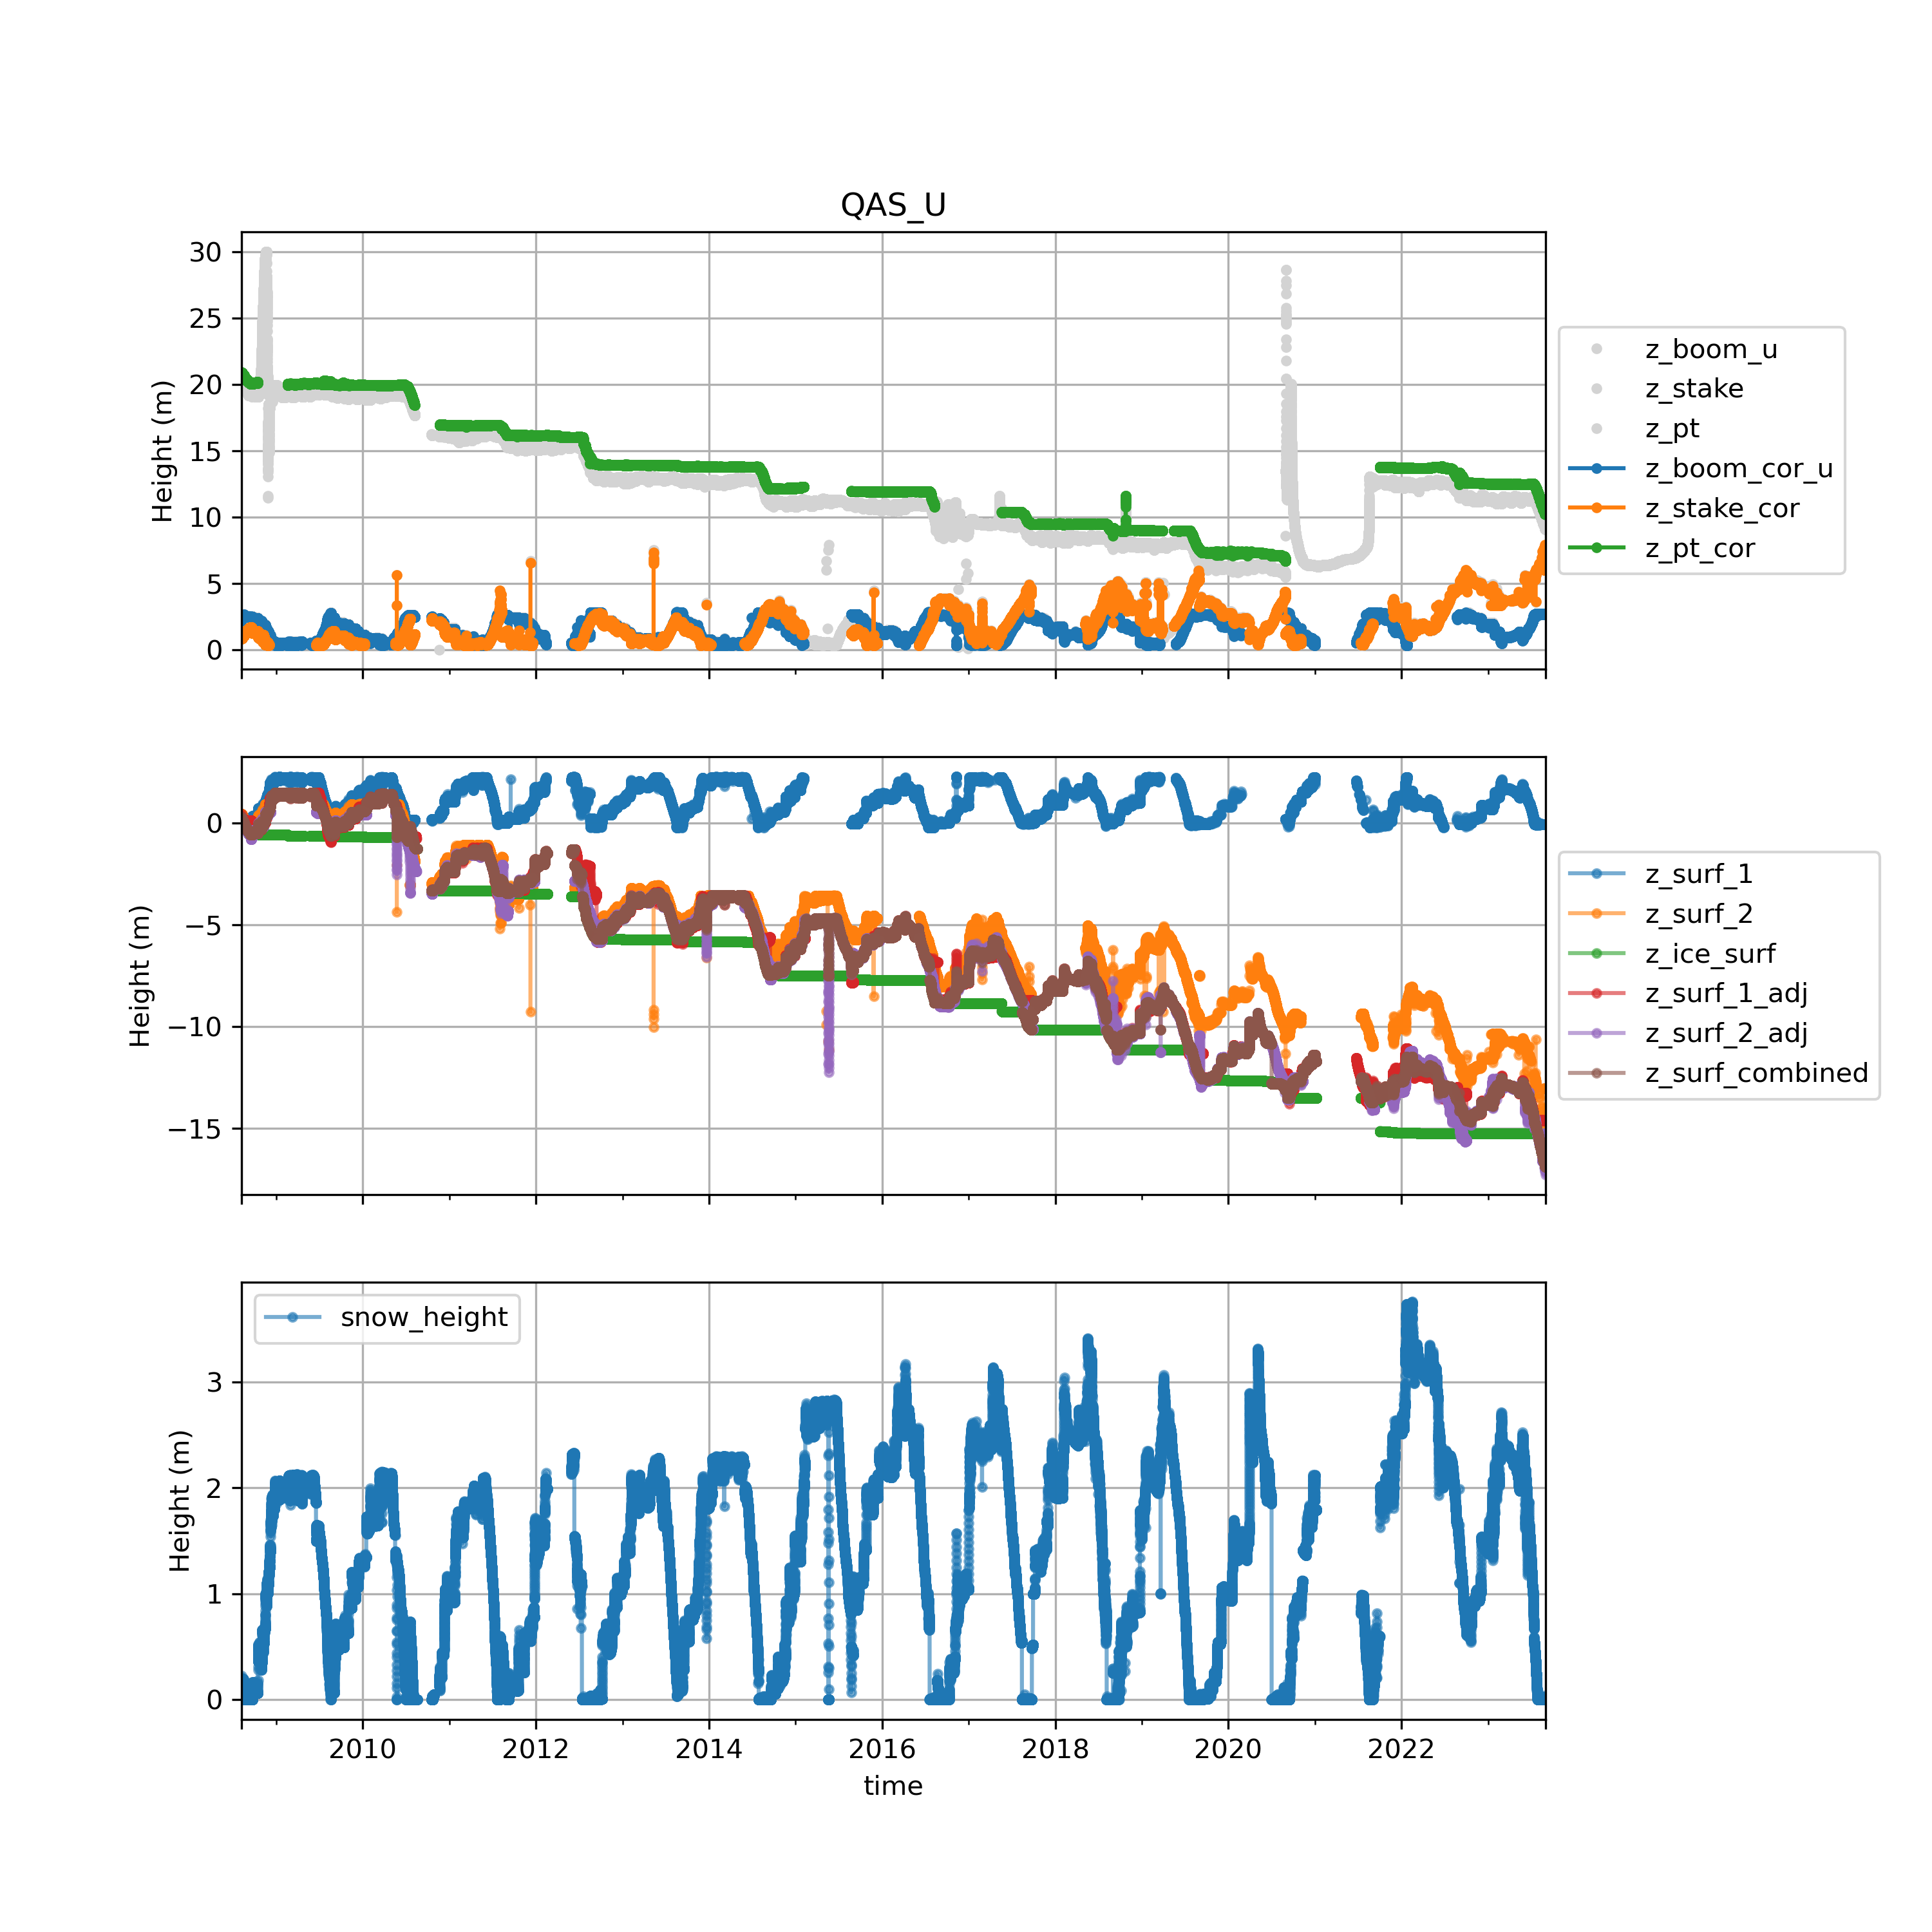 QAS_U
30
25
20
15
10
5
0
Height (m)
z_boom_u
z_stake
z_pt
z_boom_cor_u
z_stake_cor
z_pt_cor
0
−5
−10
−15
Height (m)
z_surf_1
z_surf_2
z_ice_surf
z_surf_1_adj
z_surf_2_adj
z_surf_combined
snow_height
3
2
1
0
Height (m)
2010 2012 2014 2016 2018 2020 2022
time